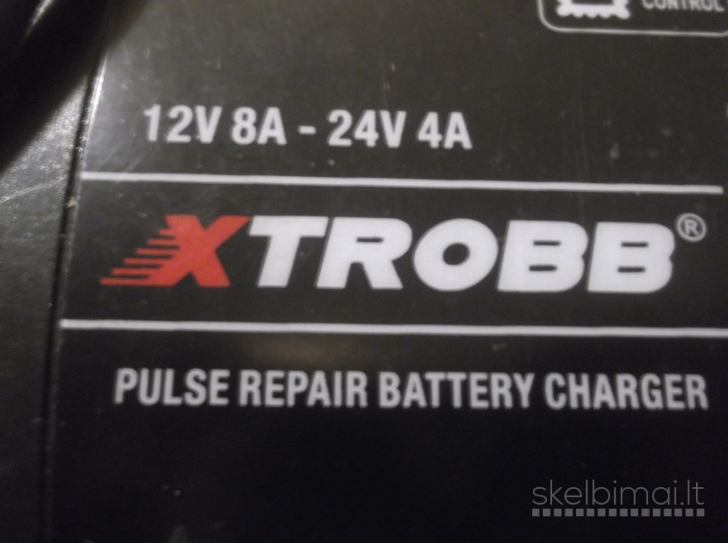 CONTROL
12V 8A - 24V 4A
XTROBB®
PULSE REPAIR BATTERY CHARGER
skelbimai.lt